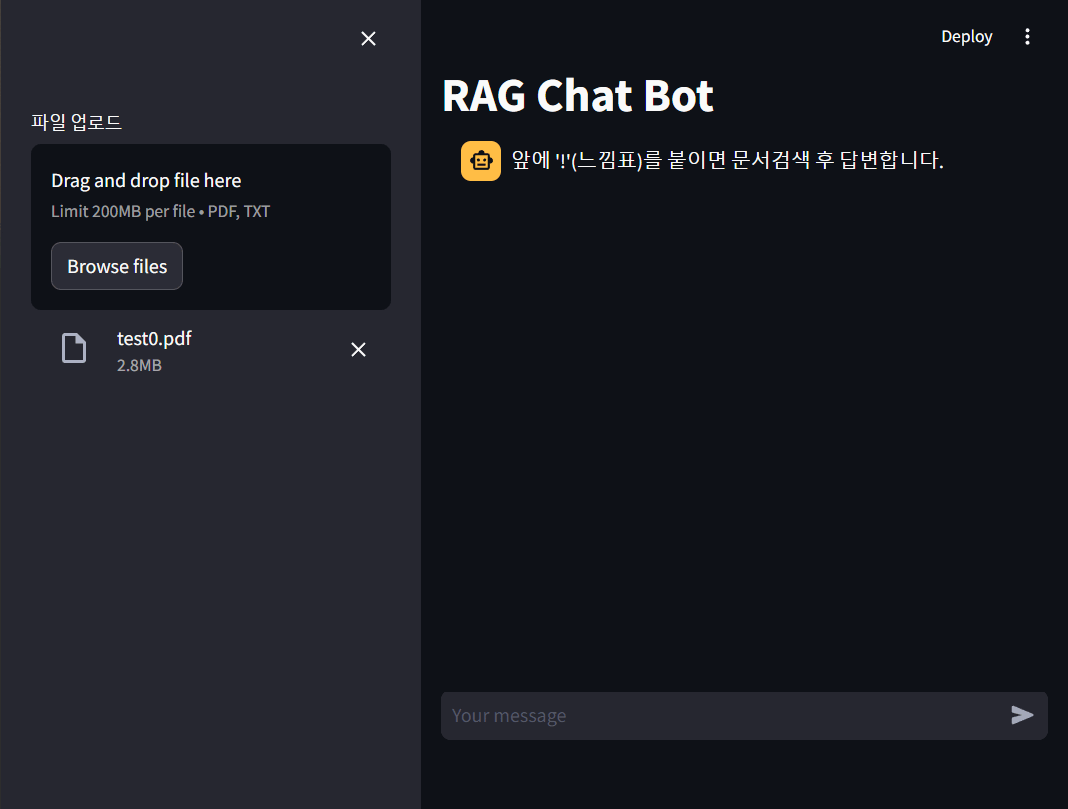 파일 업로드
Drag and drop file here
Limit 200MB per file • PDF, TXT
Browse files
test0.pdf
2.8MB
Deploy
RAG Chat Bot
앞에 '!'(느낌표)를 붙이면 문서검색 후 답변합니다.
Your message